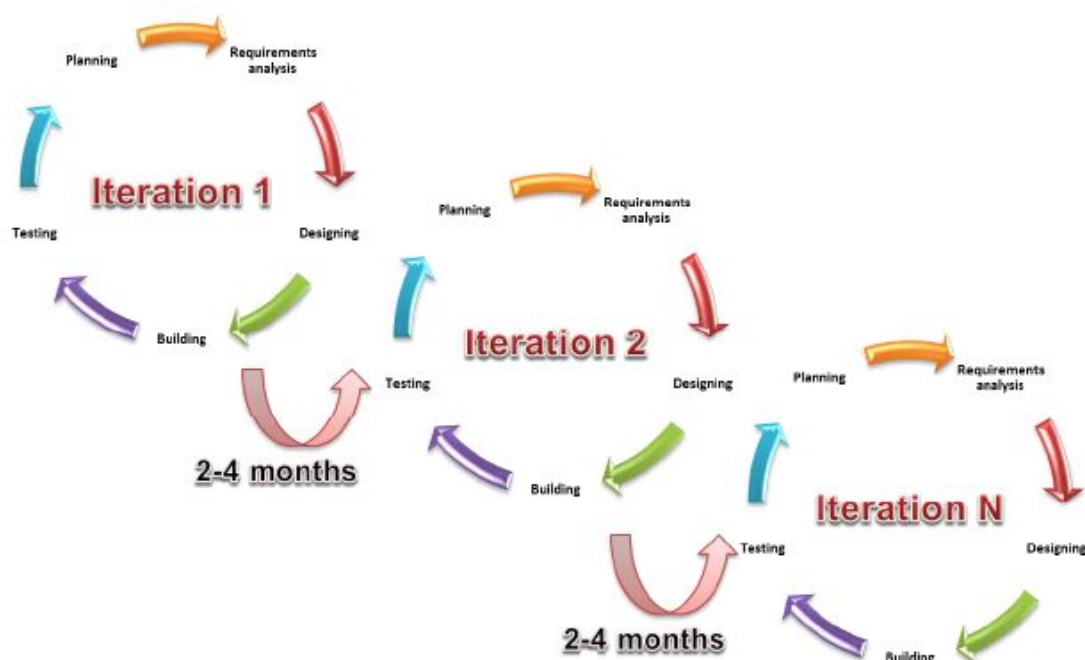 Planning
Requirements
analysis
Iteration 1
Testing
Designing
Building
2-4 months
Planning
Requirements
analysis
Iteration 2
Testing
Designing
Building
2-4 months
Planning
Requirements
analysis
Iteration N
Testing
Designing
Building